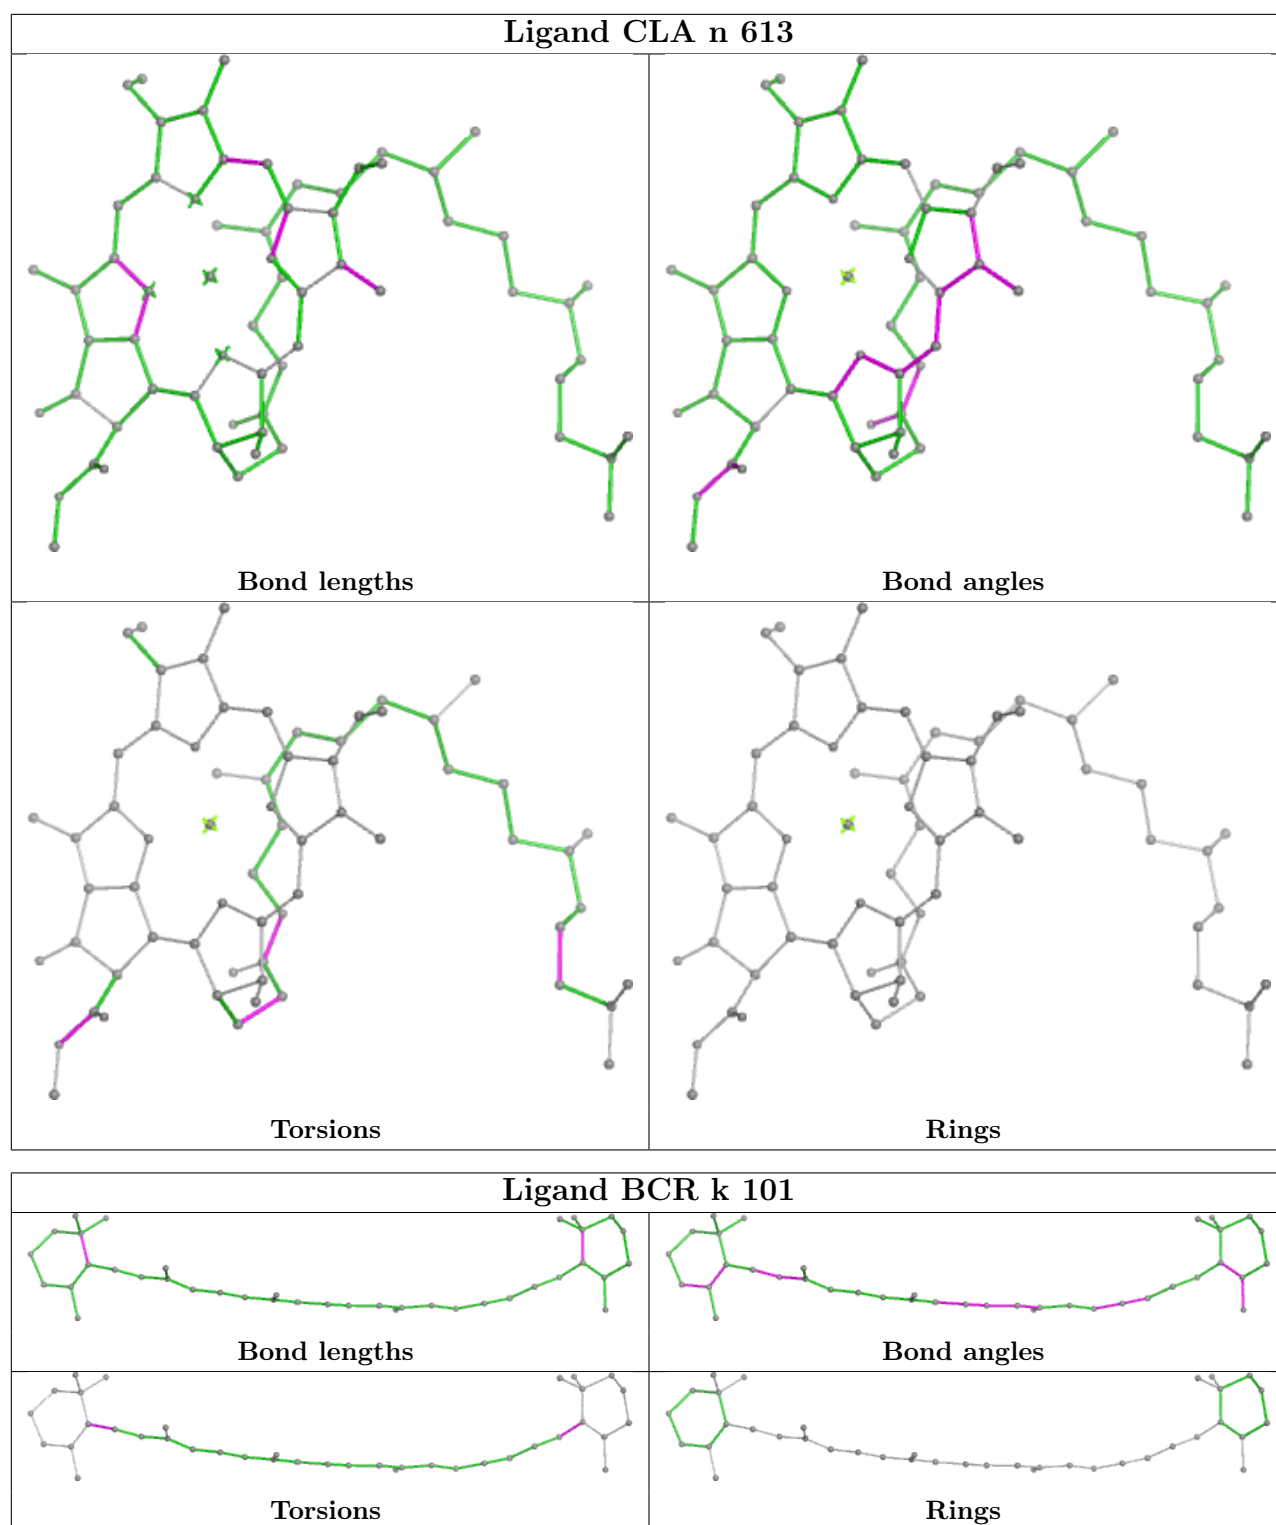 Ligand CLA n 613
Bond lengths
Bond angles
Torsions
Rings
Ligand BCR k 101
Bond lengths
Bond angles
Torsions
Rings